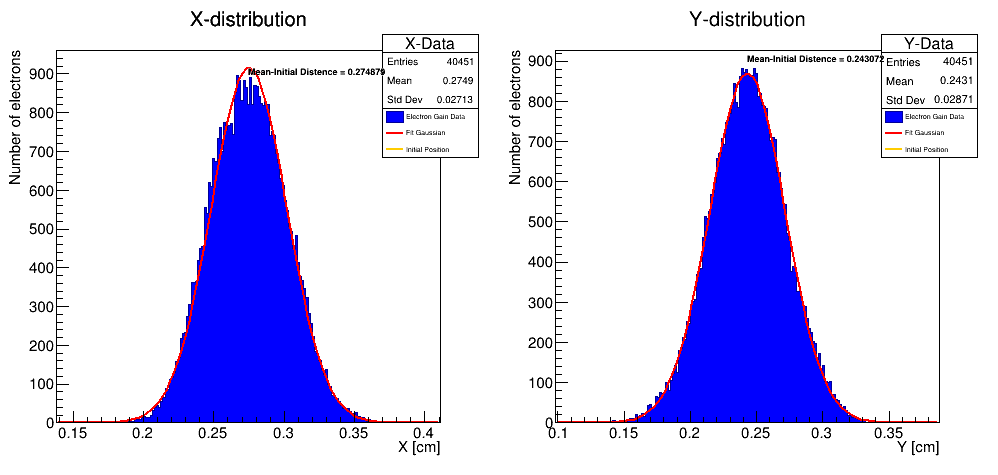 X-distribution
Number of electrons
900
800
700
600
500
400
300
200
100
0
0.15
0.2
0.25
0.3
0.35
0.4
X [cm]
Mean-Initial Distence = 0.274879
X-Data
Entries 40451
Mean 0.2749
Std Dev 0.02713
Electron Gain Data
Fit Gaussian
Initial Position
Y-distribution
Number of electrons
900
800
700
600
500
400
300
200
100
0
0.1
0.15
0.2
0.25
0.3
0.35
Y [cm]
Mean-Initial Distence = 0.243072
Y-Data
Entries 40451
Mean 0.2431
Std Dev 0.02871
Electron Gain Data
Fit Gaussian
Initial Position